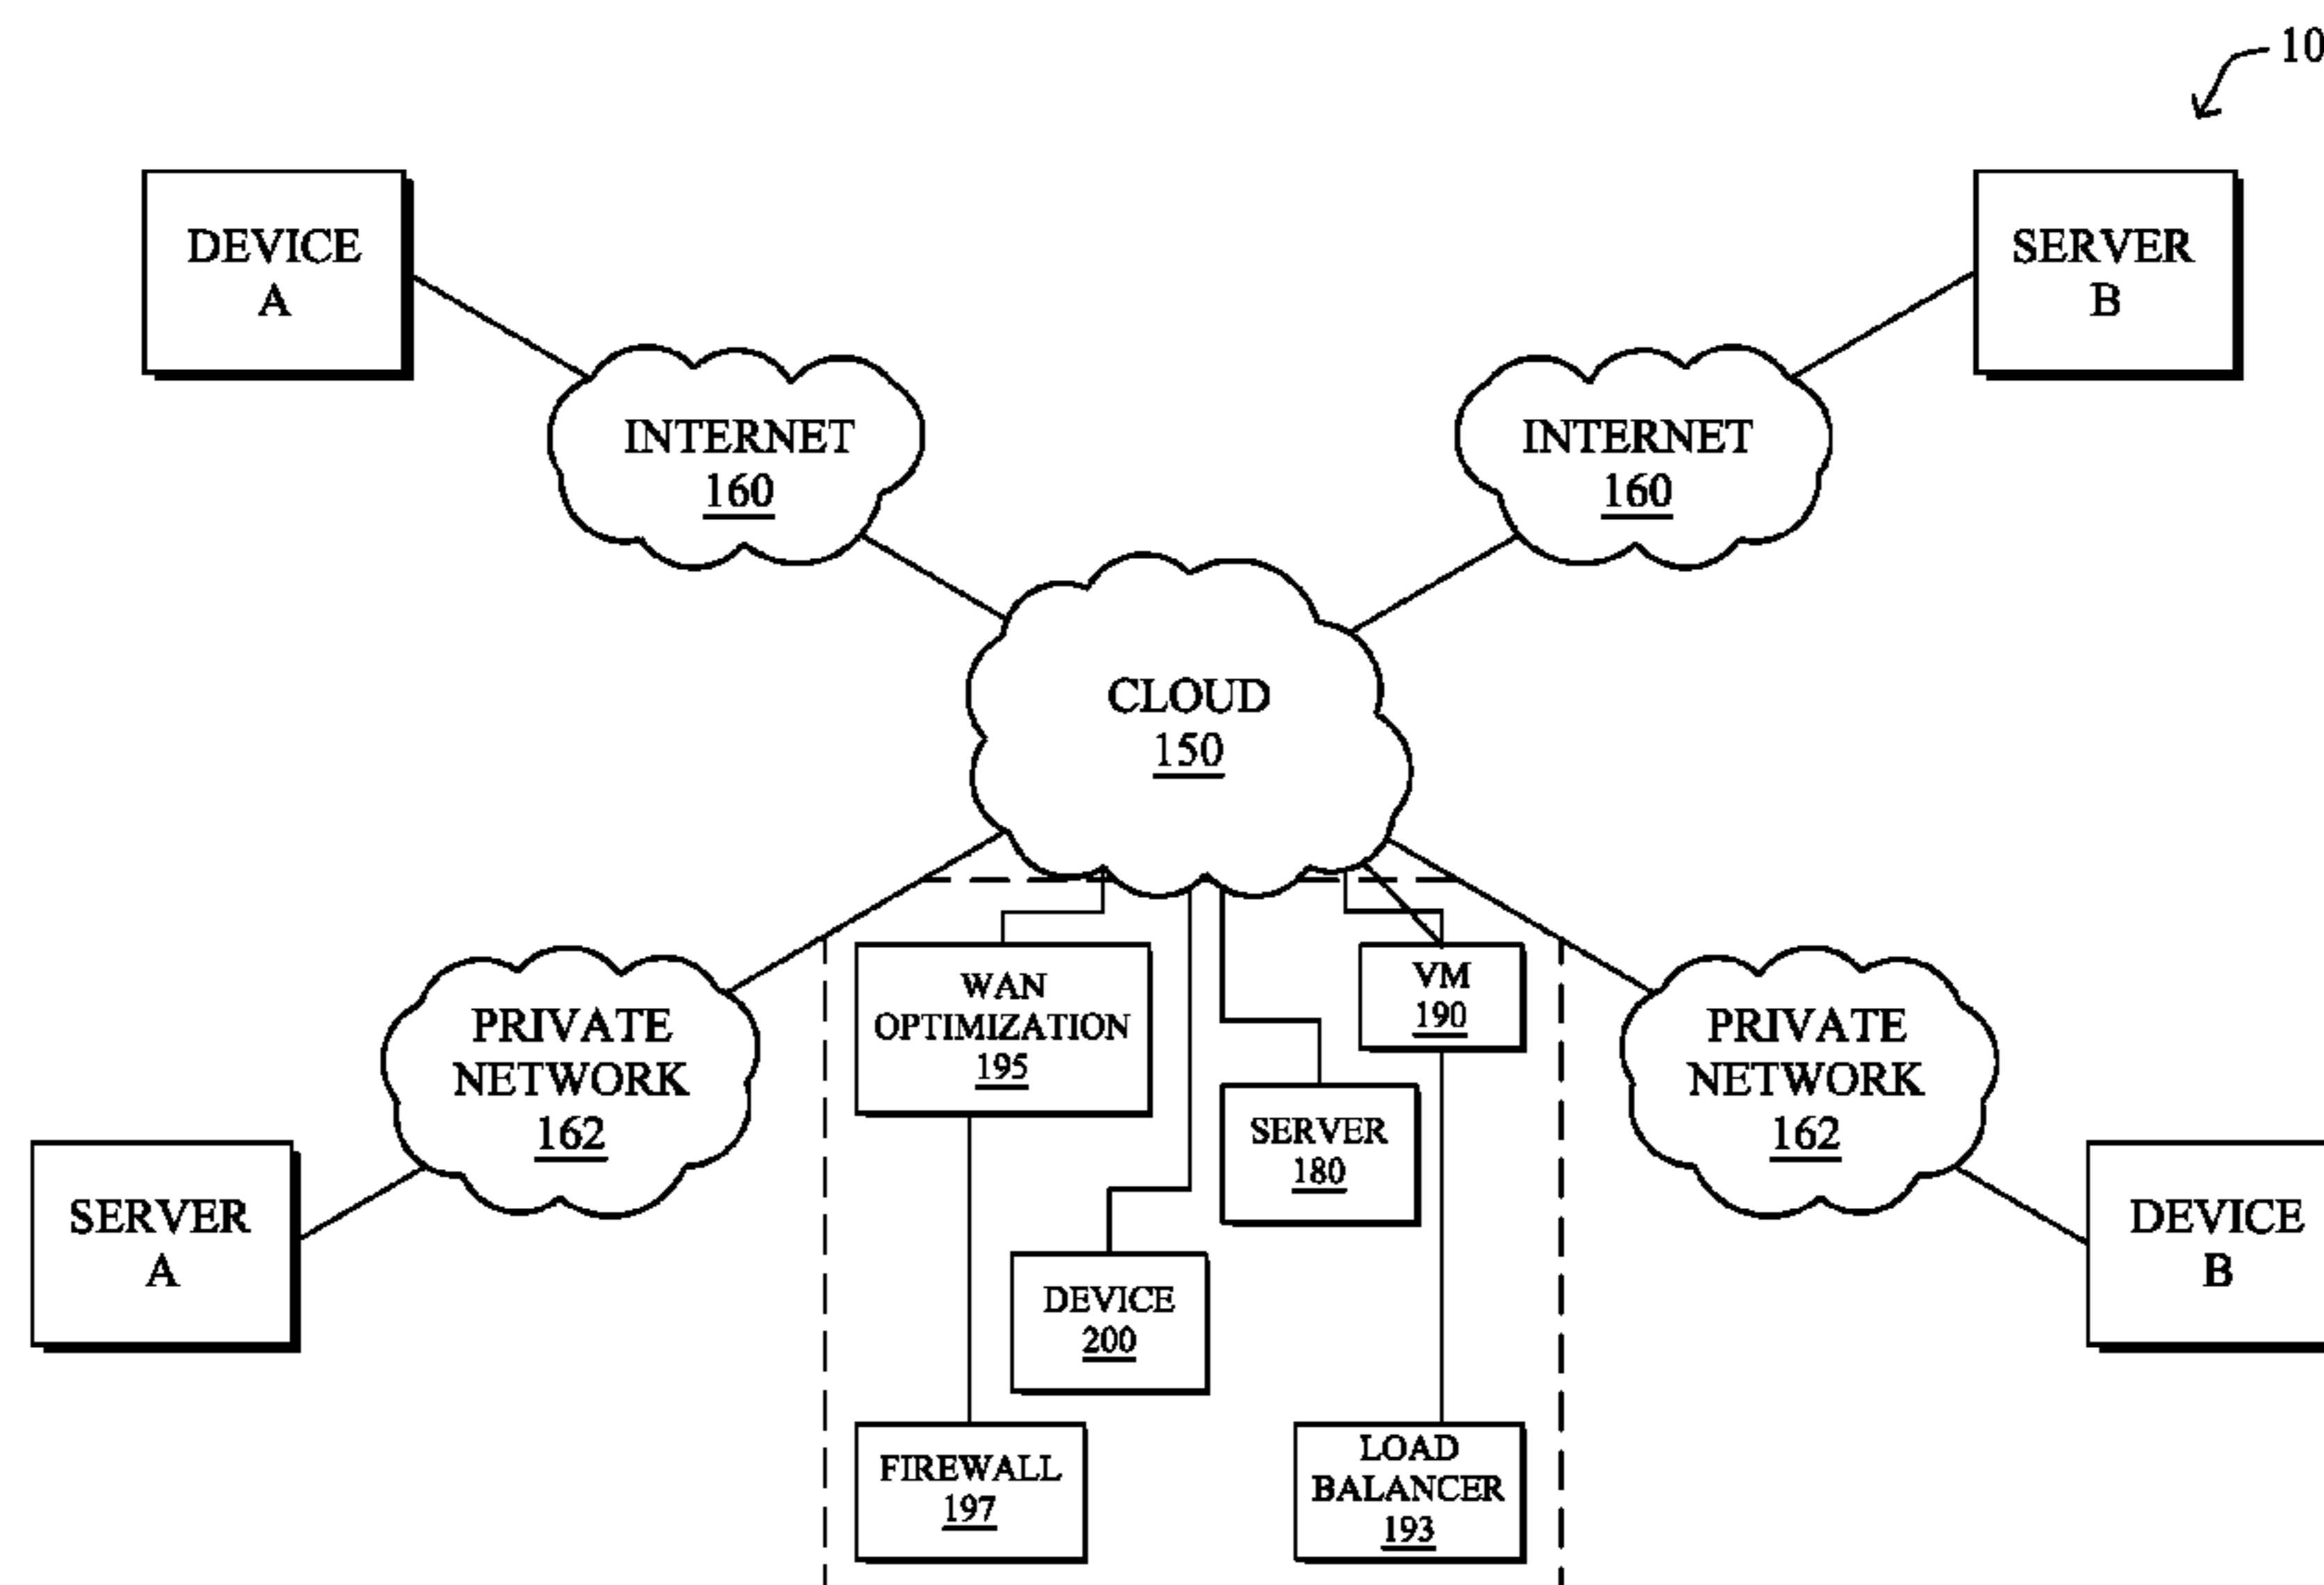 10
DEVICE
A
SERVER
B
INTERNET
160
INTERNET
160
CLOUD
150
PRIVATE
NETWORK
162
WAN
OPTIMIZATION
195
VM
190
PRIVATE
NETWORK
162
SERVER
180
SERVER
A
DEVICE
200
DEVICE
B
FIREWALL
197
LOAD
BALANCER
193